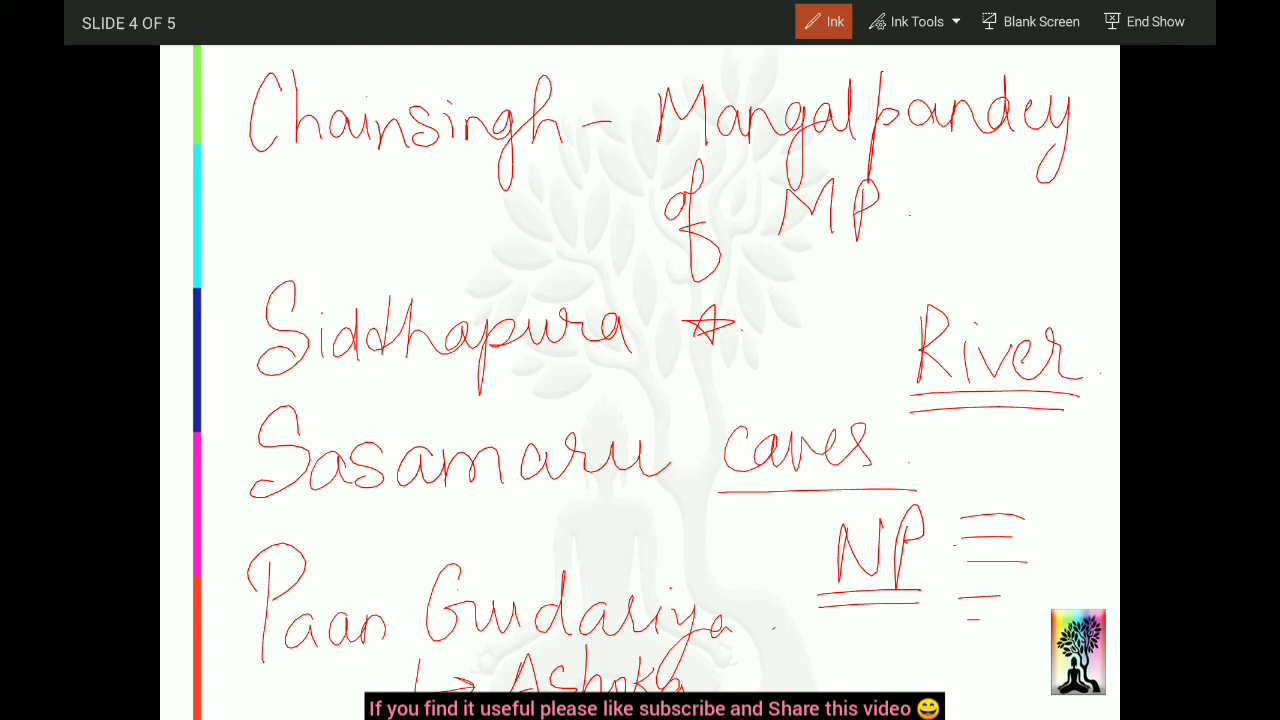 SLIDE 4 OF 5
Ink
Ink Tools
Blank Screen
End Show
Chainsingh - Mangalpandey
of MP.
Siddhapura
River
Sasamaru caves.
NP
Paan Gudariya.
→ Ashoka
If you find it useful please like subscribe and Share this video 😄